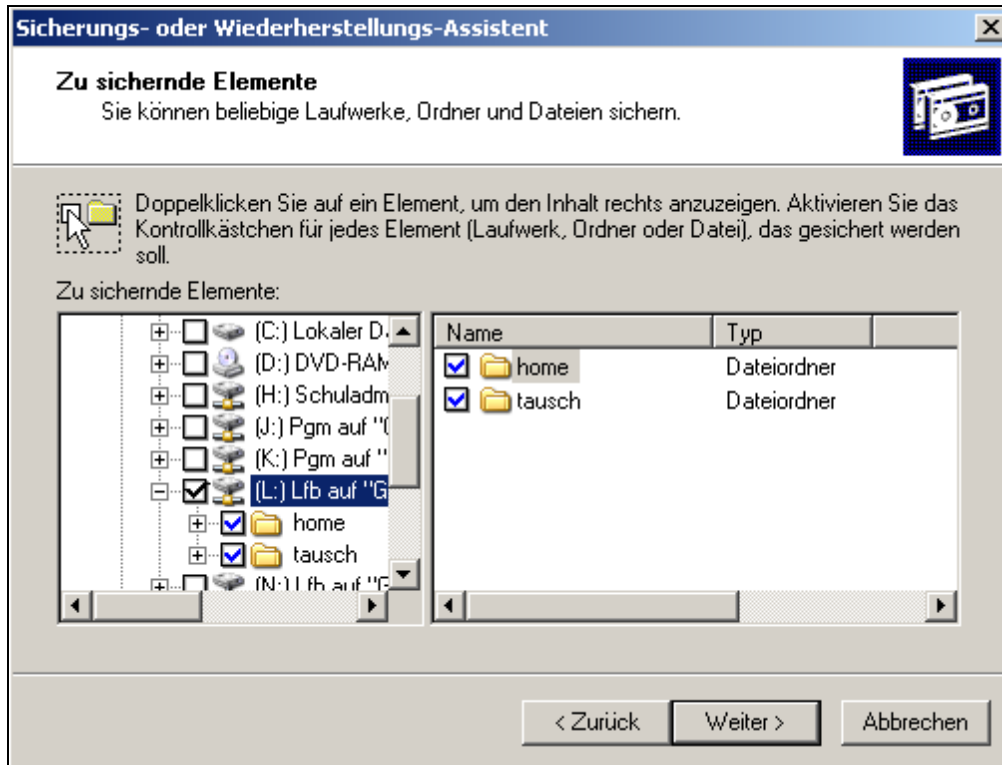 Sicherungs- oder Wiederherstellungs-Assistent
Zu sichernde Elemente
Sie können beliebige Laufwerke, Ordner und Dateien sichern.
Doppelklicken Sie auf ein Element, um den Inhalt rechts anzuzeigen. Aktivieren Sie das
Kontrollkästchen für jedes Element (Laufwerk, Ordner oder Datei), das gesichert werden
soll.
Zu sichernde Elemente:
(C:) Lokaler D
(D:) DVD-RAM
(H:) Schuladm
(J:) Pgm auf "
(K:) Pgm auf "
(L:) Lfb auf "G
home
tausch
(N:) Lfb auf "G
Name Typ
home Dateiordner
tausch Dateiordner
< Zurück Weiter > Abbrechen